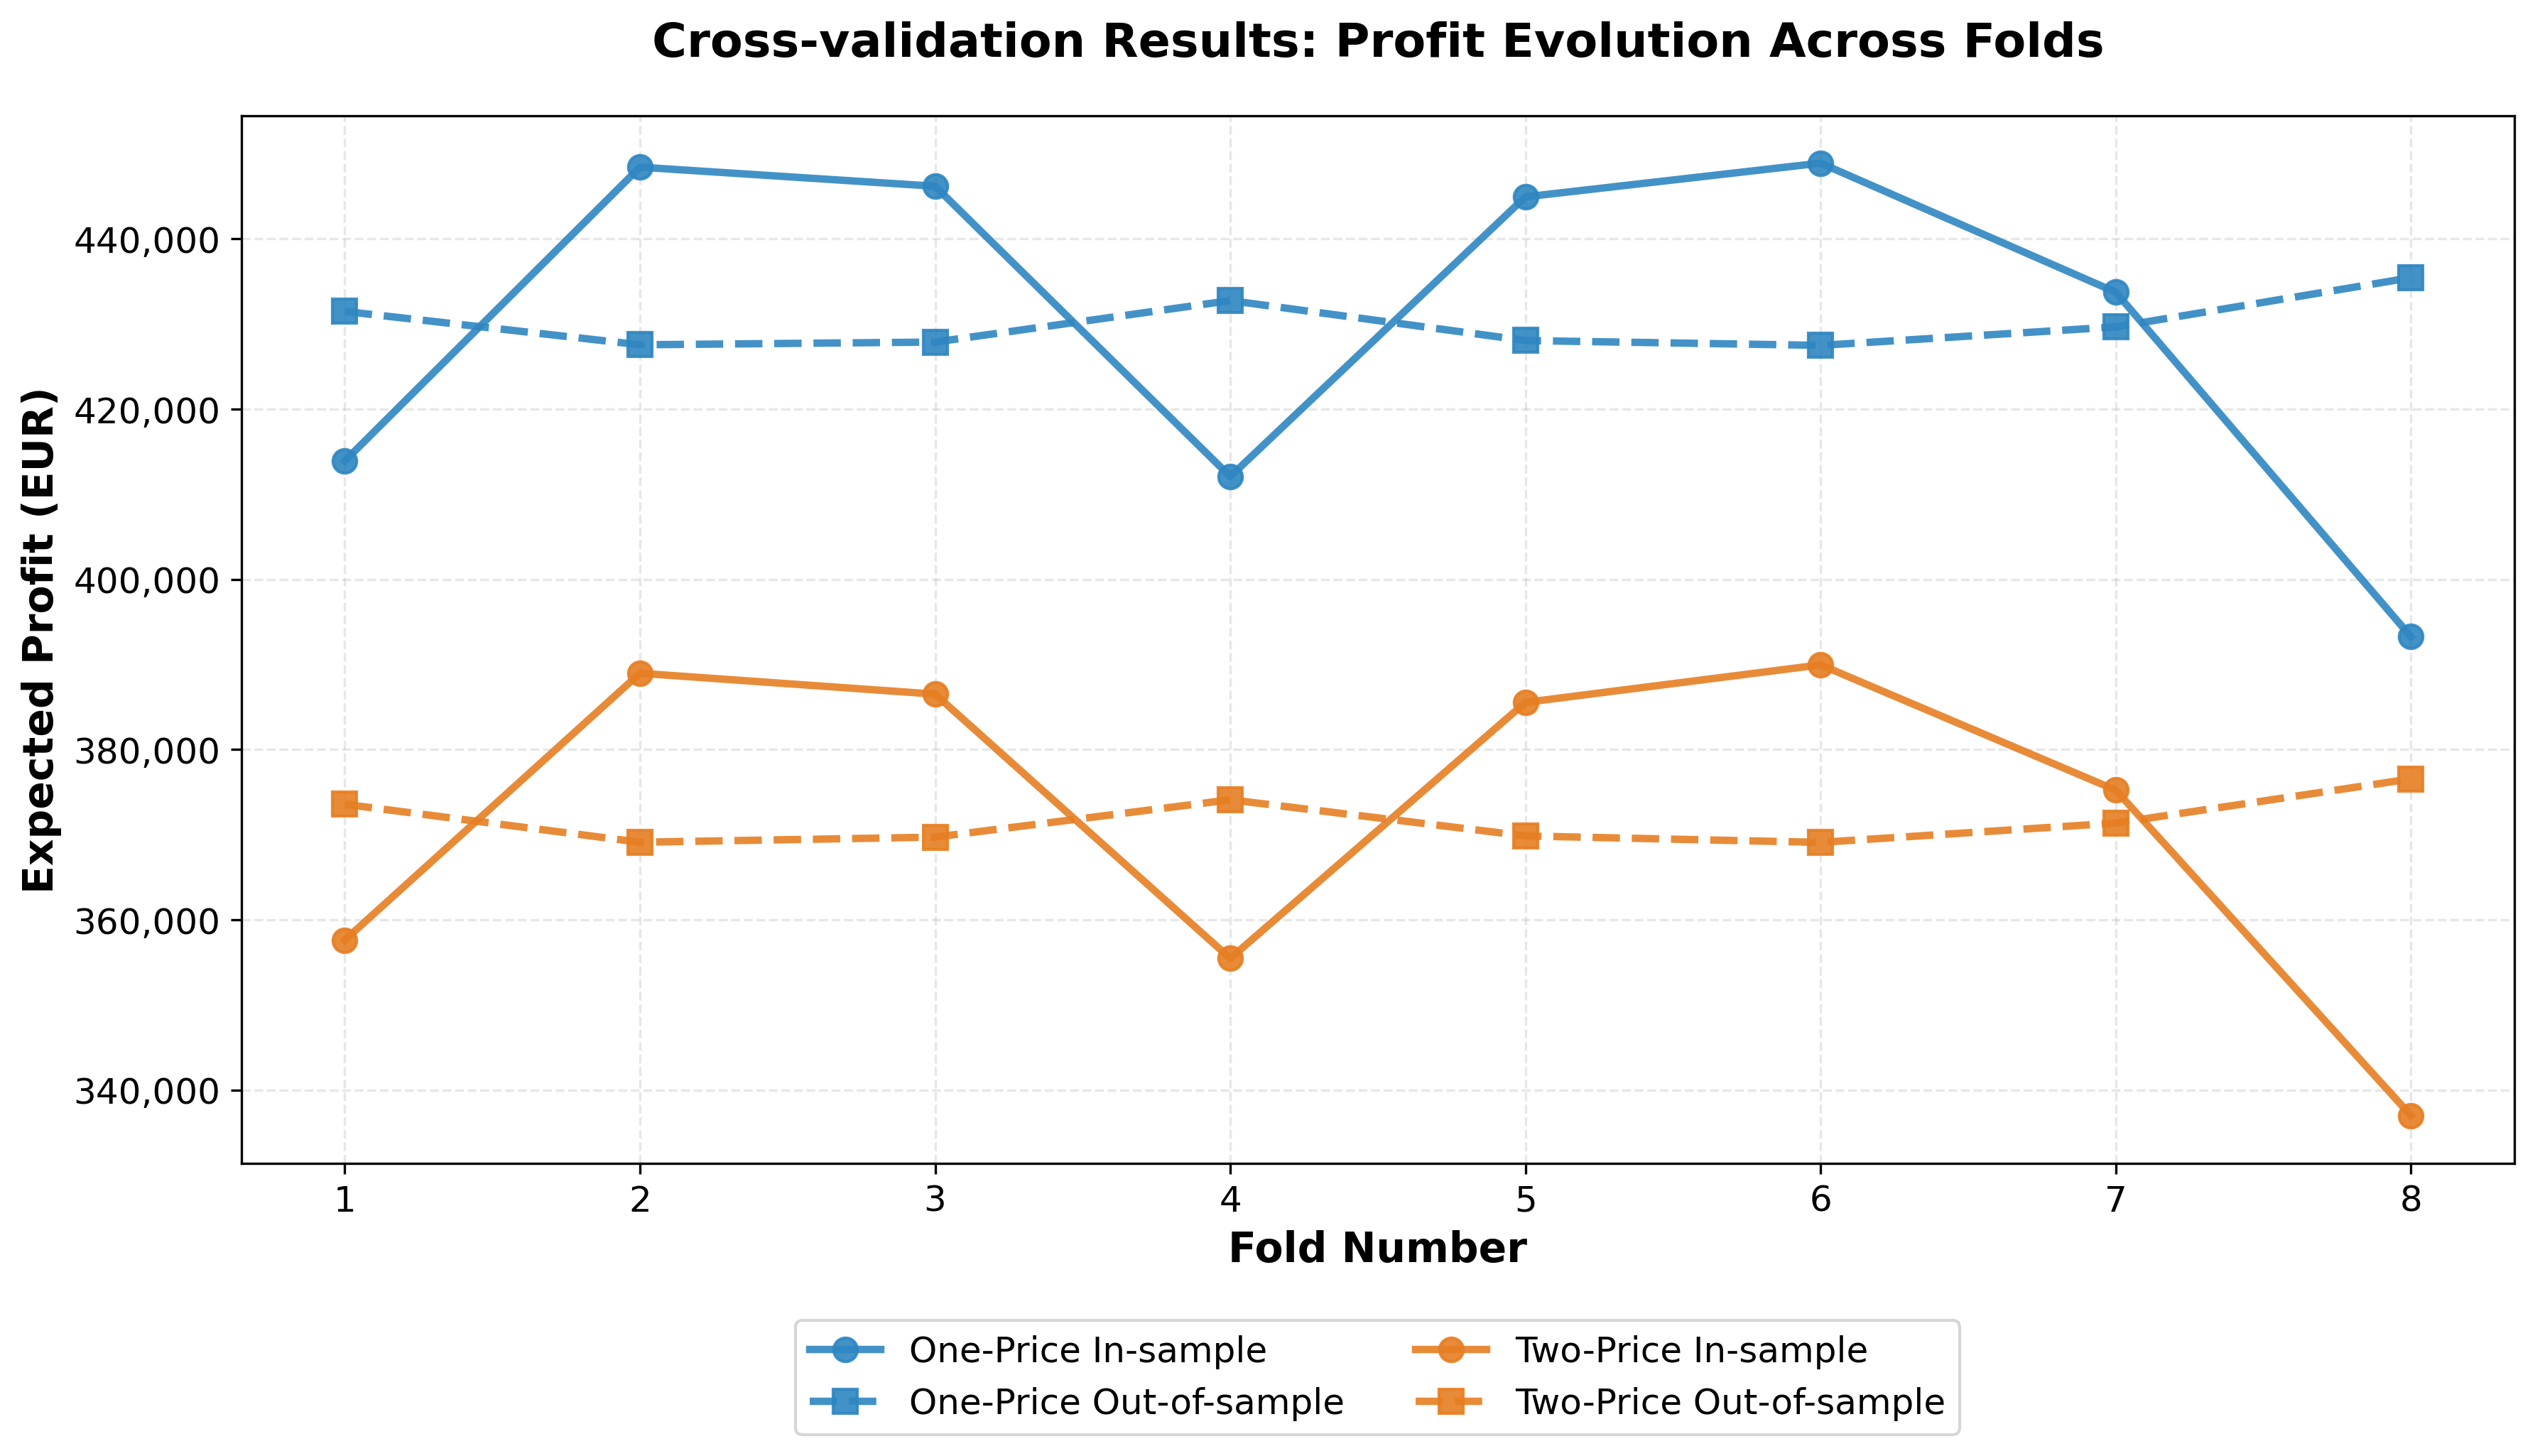 Cross-validation Results: Profit Evolution Across Folds
Expected Profit (EUR)
440,000
420,000
400,000
380,000
360,000
340,000
1 2 3 4 5 6 7 8
Fold Number
One-Price In-sample
One-Price Out-of-sample
Two-Price In-sample
Two-Price Out-of-sample